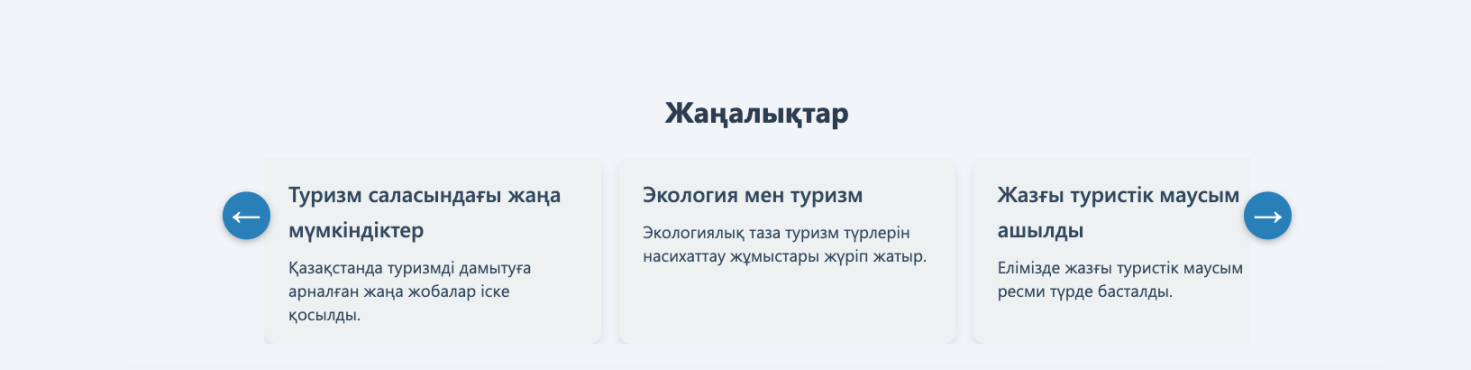 Жаңалықтар
Туризм саласындағы жаңа
мүмкіндіктер
Қазақстанда туризмді дамытуға
арналған жаңа жобалар іске
қосылды.
Экология мен туризм
Экологиялық таза туризм түрлерін
насихаттау жұмыстары жүріп жатыр.
Жазғы туристік маусым
ашылды
Елімізде жазғы туристік маусым
ресми түрде басталды.